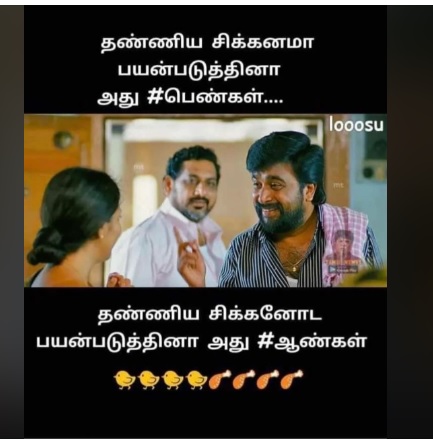 தண்ணிய சிக்கனமா
பயன்படுத்தினா
அது #பெண்கள்....
looosu
தண்ணிய சிக்கனோட
பயன்படுத்தினா அது #ஆண்கள்